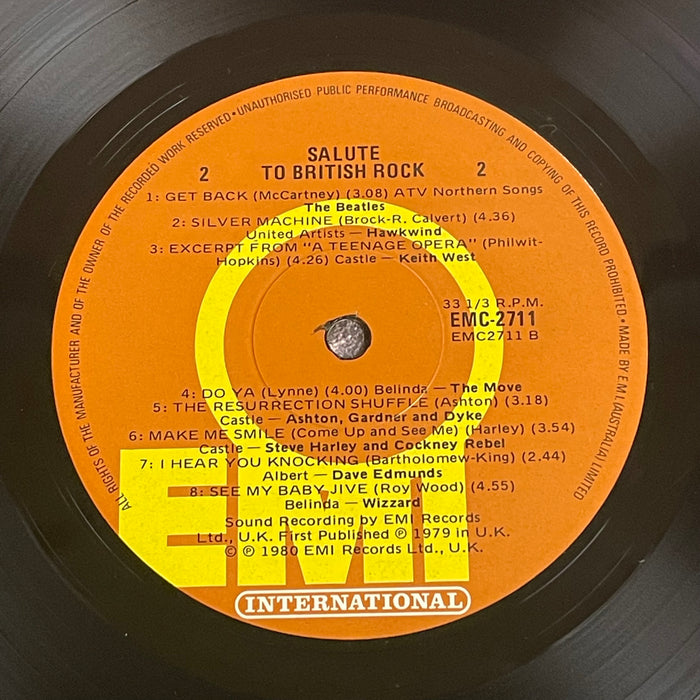 ALL RIGHTS OF THE MANUFACTURER AND OF THE OWNER OF THE RECORDED WORK RESERVED•UNAUTHORISED PUBLIC PERFORMANCE BROADCASTING AND COPYING OF THIS RECORD PROHIBITED•MADE BY E M I (AUSTRALIA) LIMITED
SALUTE
2 TO BRITISH ROCK 2
1: GET BACK (McCartney) (3.08) ATV Northern Songs
The Beatles
2: SILVER MACHINE (Brock-R. Calvert) (4.36)
United Artists — Hawkwind
3: EXCERPT FROM "A TEENAGE OPERA" (Philwit-
Hopkins) (4.26) Castle — Keith West
33 1/3 R.P.M.
EMC-2711
EMC2711 B
4: DO YA (Lynne) (4.00) Belinda — The Move
5: THE RESURRECTION SHUFFLE (Ashton) (3.18)
Castle — Ashton, Gardner and Dyke
6: MAKE ME SMILE (Come Up and See Me) (Harley) (3.54)
Castle — Steve Harley and Cockney Rebel
7: I HEAR YOU KNOCKING (Bartholomew-King) (2.44)
Albert — Dave Edmunds
8: SEE MY BABY JIVE (Roy Wood) (4.55)
Belinda — Wizzard
Sound Recording by EMI Records
Ltd., U.K. First Published ℗ 1979 in U.K.
© ℗ 1980 EMI Records Ltd., U.K.
EMI
INTERNATIONAL